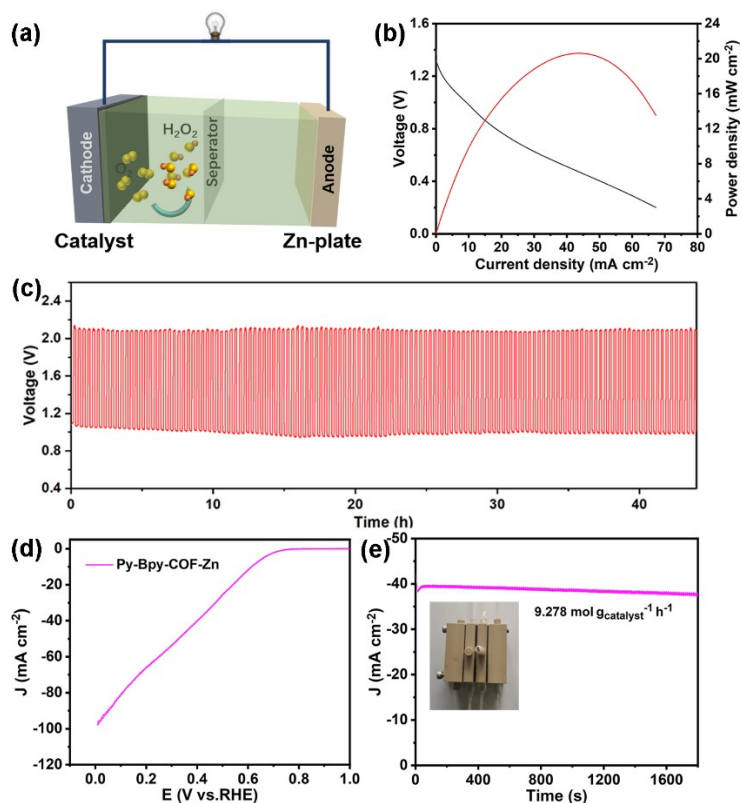 (a)
Cathode
O2
H2O2
Seperator
Anode
Catalyst
Zn-plate
(b)
1.6
1.2
0.8
0.4
0.0
Voltage (V)
24
20
16
12
8
4
0
Power density (mW cm-2)
0 10 20 30 40 50 60 70 80
Current density (mA cm-2)
(c)
2.4
2.0
1.6
1.2
0.8
0.4
Voltage (V)
0 10 20 30 40
Time (h)
(d)
Py-Bpy-COF-Zn
0
-20
-40
-60
-80
-100
-120
J (mA cm-2)
0.0 0.2 0.4 0.6 0.8 1.0
E (V vs.RHE)
(e)
-50
-40
-30
-20
-10
0
J (mA cm-2)
9.278 mol gcatalyst-1 h-1
0 400 800 1200 1600
Time (s)